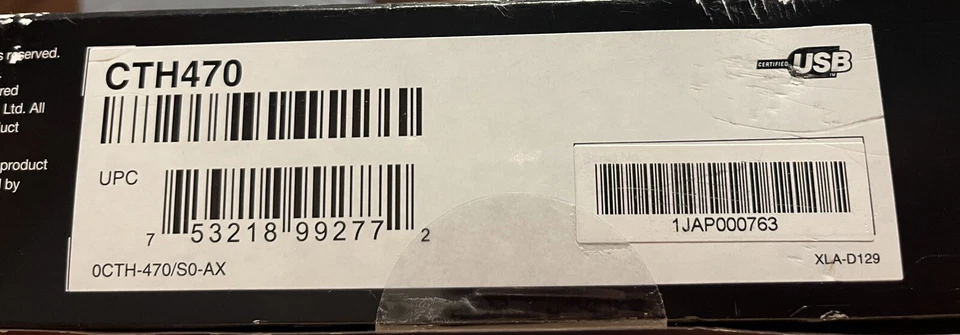 s reserved.
red
Ltd. All
uct
product
by
CTH470
CERTIFIED USB
TM
UPC
7 53218 99277 2
0CTH-470/S0-AX
1JAP000763
XLA-D129